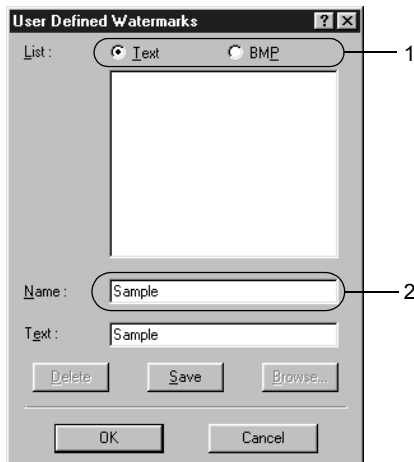 User Defined Watermarks
List : Text BMP 1
Name : Sample 2
Text : Sample
Delete Save Browse...
OK Cancel